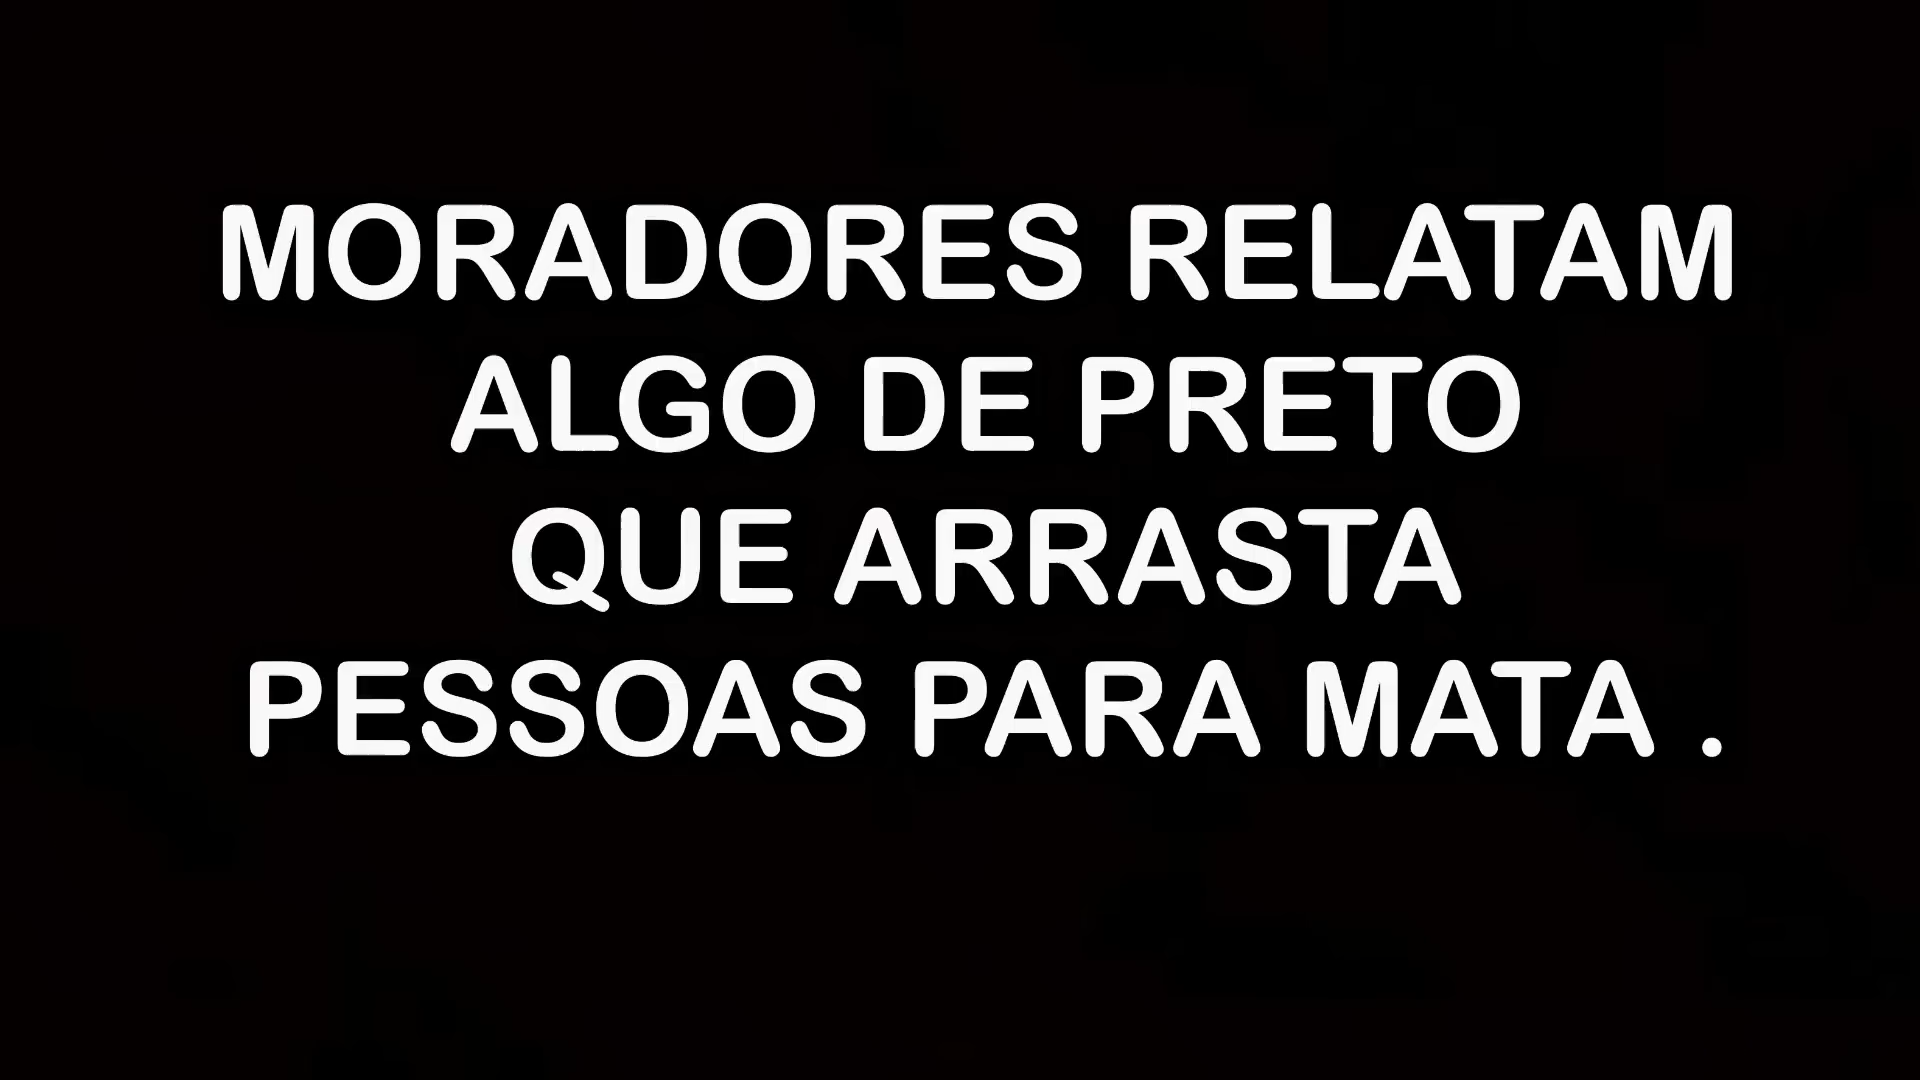 MORADORES RELATAM
ALGO DE PRETO
QUE ARRASTA
PESSOAS PARA MATA .